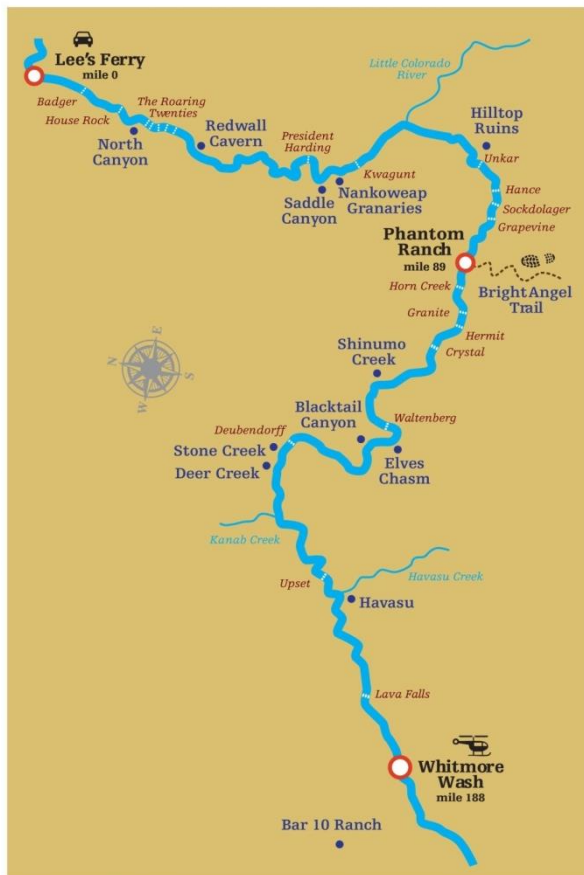 Lee's Ferry
mile 0
Little Colorado
River
Badger
House Rock
The Roaring
Twenties
North
Canyon
Redwall
Cavern
President
Harding
Hilltop
Ruins
Unkar
Kwagunt
Saddle
Canyon
Nankoweap
Granaries
Hance
Sockdolager
Grapevine
Phantom
Ranch
mile 89
Bright Angel
Trail
Horn Creek
Granite
Hermit
Crystal
N
E
S
W
Shinumo
Creek
Blacktail
Canyon
Waltenberg
Deubendorff
Stone Creek
Deer Creek
Elves
Chasm
Kanab Creek
Upset
Havasu Creek
Havasu
Lava Falls
Whitmore
Wash
mile 188
Bar 10 Ranch